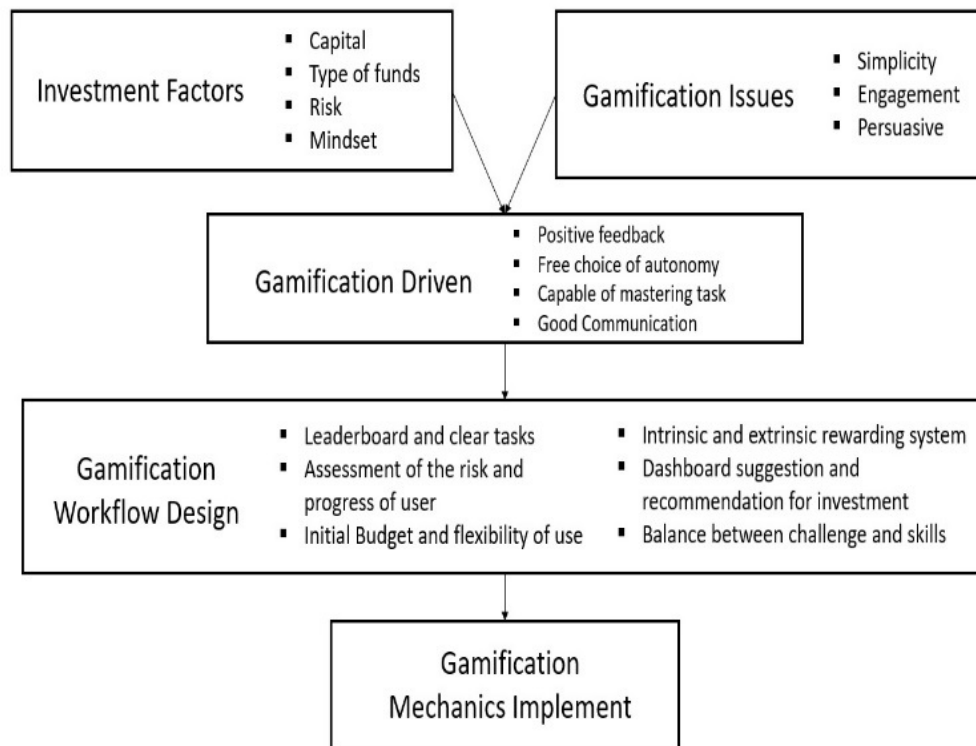 Investment Factors
▪ Capital
▪ Type of funds
▪ Risk
▪ Mindset
Gamification Issues
▪ Simplicity
▪ Engagement
▪ Persuasive
Gamification Driven
▪ Positive feedback
▪ Free choice of autonomy
▪ Capable of mastering task
▪ Good Communication
Gamification
Workflow Design
▪ Leaderboard and clear tasks
▪ Assessment of the risk and
progress of user
▪ Initial Budget and flexibility of use
▪ Intrinsic and extrinsic rewarding system
▪ Dashboard suggestion and
recommendation for investment
▪ Balance between challenge and skills
Gamification
Mechanics Implement